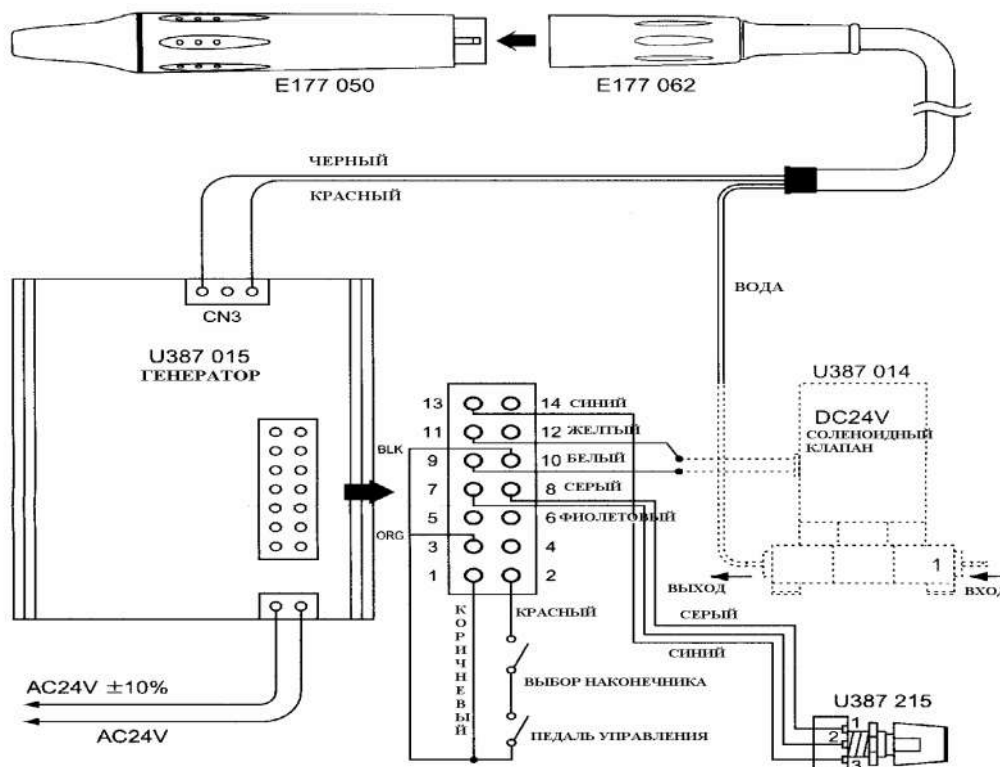 E177 050
E177 062
ЧЕРНЫЙ
КРАСНЫЙ
ВОДА
CN3
U387 015
ГЕНЕРАТОР
U387 014
DC24V
СОЛЕНОИДНЫЙ
КЛАПАН
13
14 СИНИЙ
11
12 ЖЕЛТЫЙ
BLK
9
10 БЕЛЫЙ
7
8 СЕРЫЙ
5
6 ФИОЛЕТОВЫЙ
ORG
3
4
1
2
1
ВЫХОД
ВХОД
КОРИЧНЕВЫЙ
КРАСНЫЙ
СЕРЫЙ
СИНИЙ
ВЫБОР НАКОНЕЧНИКА
ПЕДАЛЬ УПРАВЛЕНИЯ
AC24V ±10%
AC24V
U387 215
1
2
3